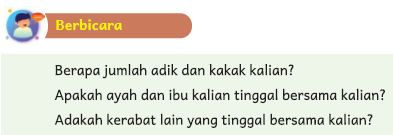 Berbicara
Berapa jumlah adik dan kakak kalian?
Apakah ayah dan ibu kalian tinggal bersama kalian?
Adakah kerabat lain yang tinggal bersama kalian?